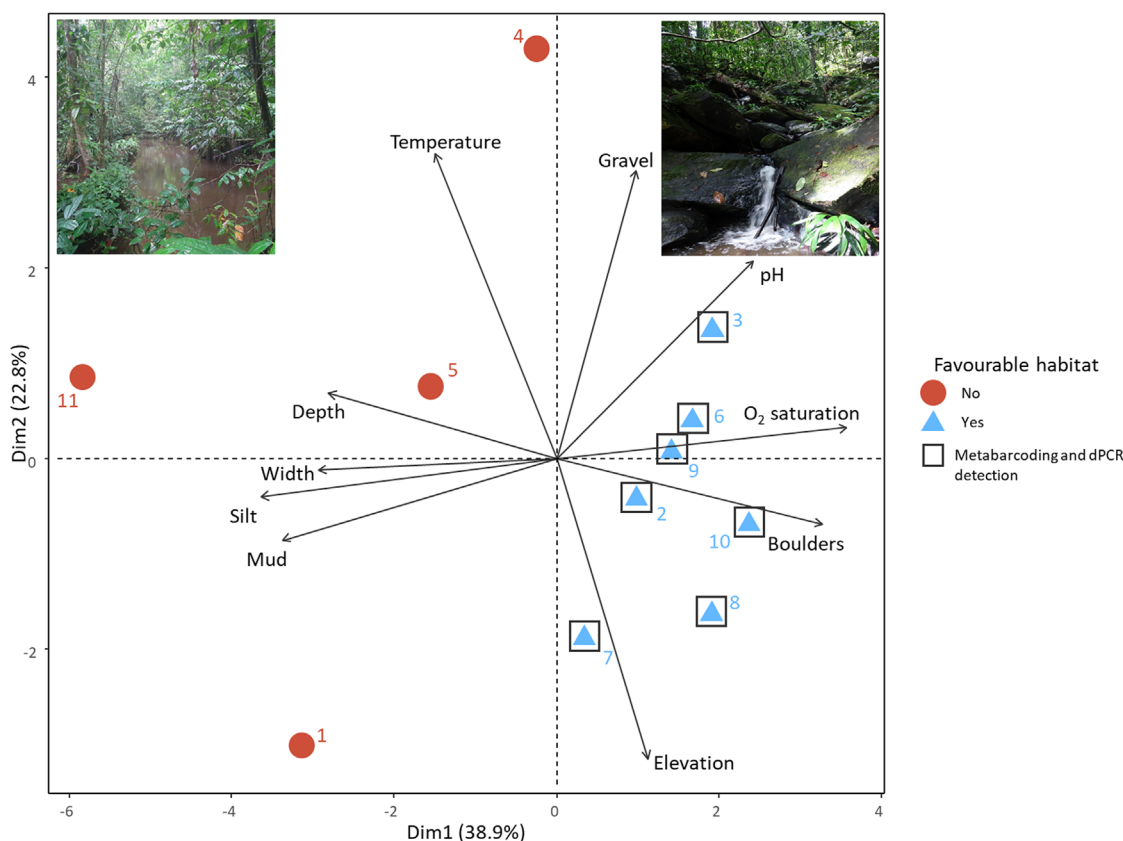 4
Temperature
Gravel
pH
3
5
11
Depth
6
O₂ saturation
9
Width
Silt
Mud
2
10
Boulders
8
7
1
Elevation
4
2
0
-2
Dim2 (22.8%)
-6
-4
-2
0
2
4
Dim1 (38.9%)
Favourable habitat
No
Yes
Metabarcoding and dPCR
detection